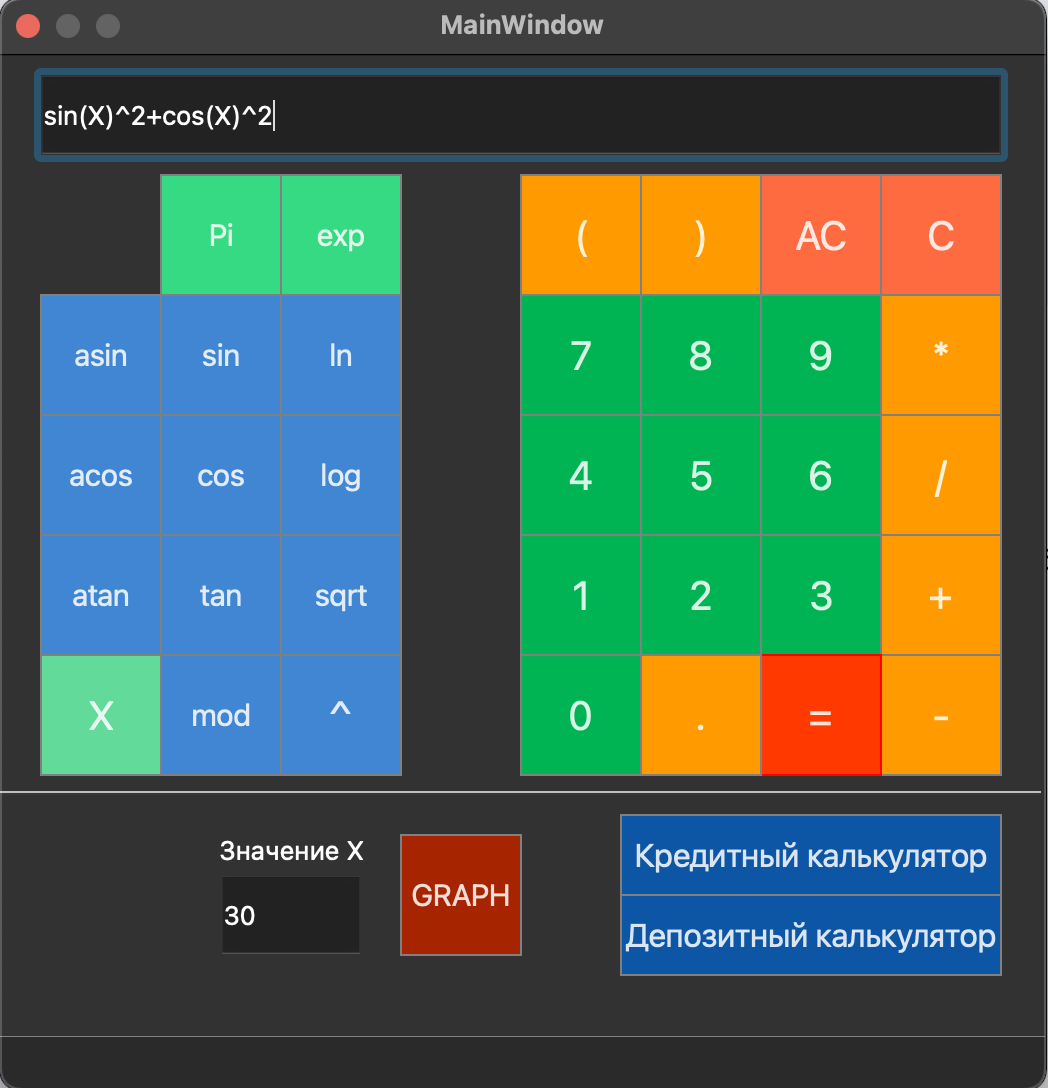 MainWindow
sin(X)^2+cos(X)^2
Pi exp ( ) AC C
asin sin ln 7 8 9 *
acos cos log 4 5 6 /
atan tan sqrt 1 2 3 +
X mod ^ 0 . = -
Значение X
30
GRAPH
Кредитный калькулятор
Депозитный калькулятор